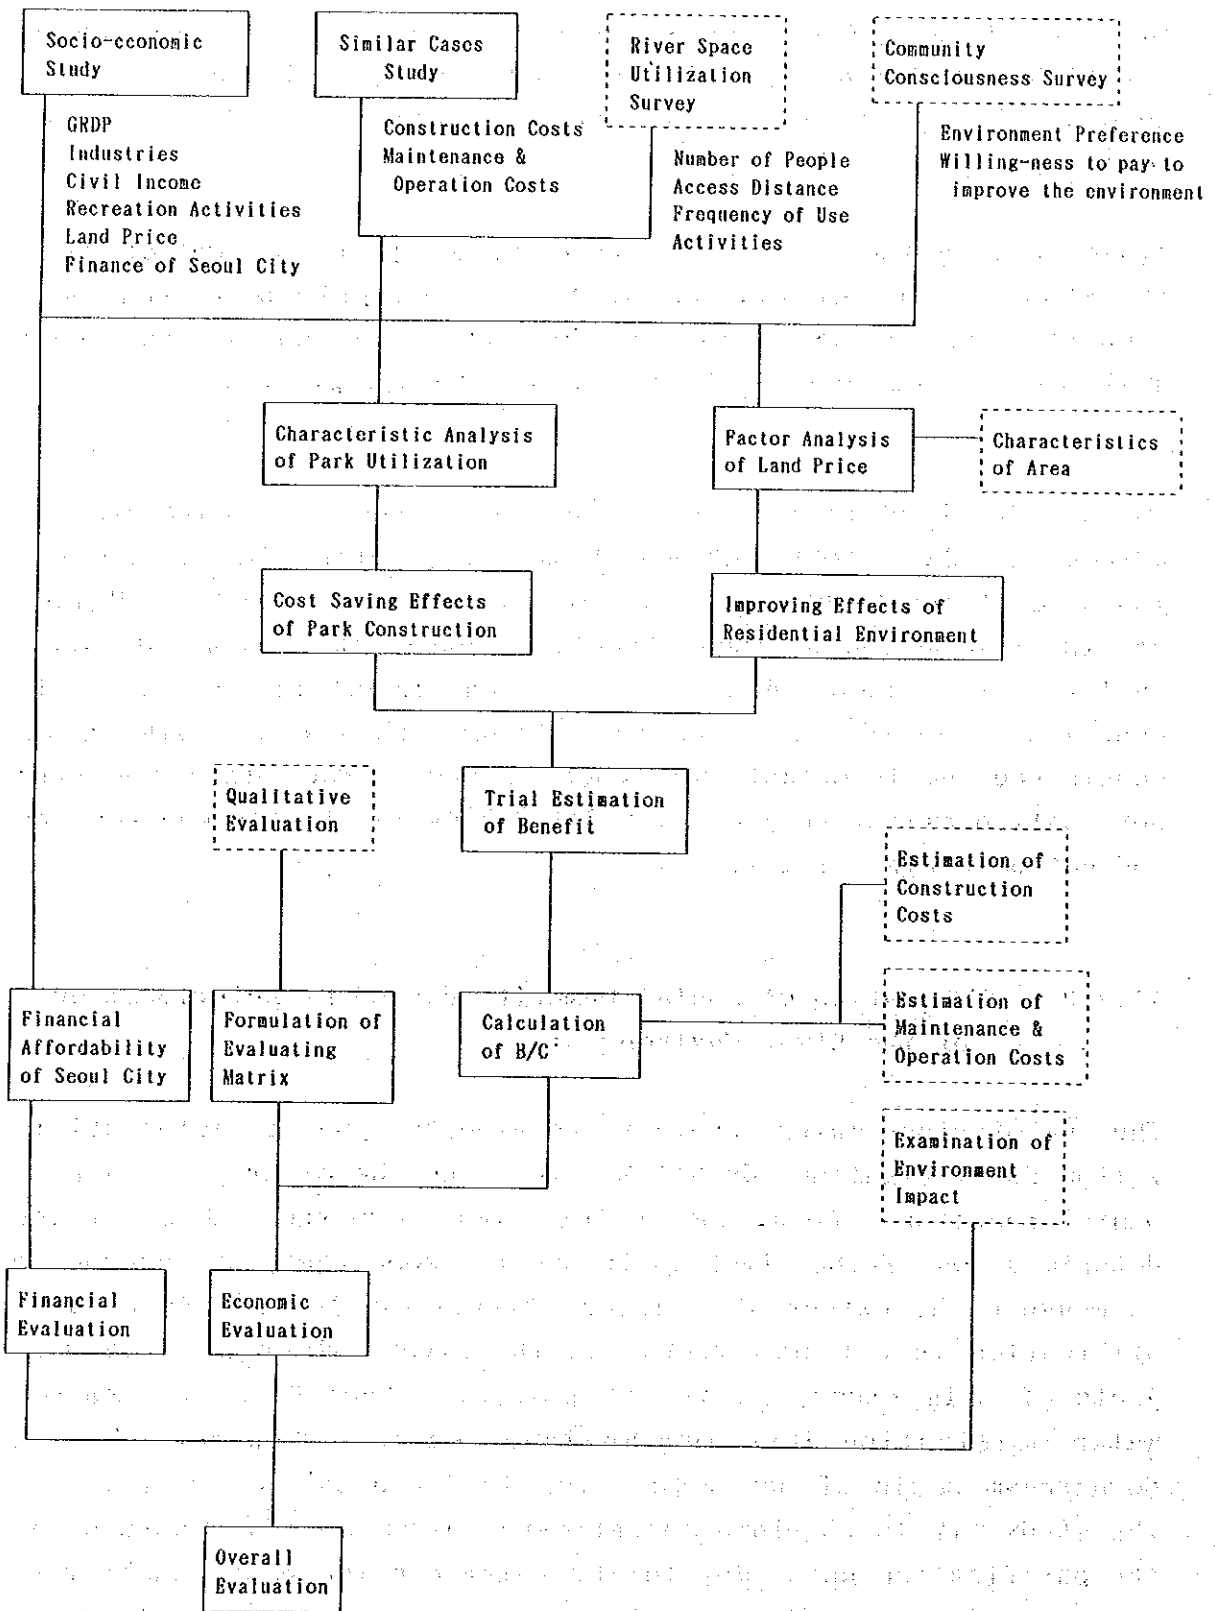 Socio-economic
Study
GRDP
Industries
Civil Income
Recreation Activities
Land Price
Finance of Seoul City
Similar Cases
Study
Construction Costs
Maintenance &
Operation Costs
River Space
Utilization
Survey
Number of People
Access Distance
Frequency of Use
Activities
Community
Consciousness Survey
Environment Preference
Willing-ness to pay to
improve the environment
Characteristic Analysis
of Park Utilization
Factor Analysis
of Land Price
Characteristics
of Area
Cost Saving Effects
of Park Construction
Improving Effects of
Residential Environment
Qualitative
Evaluation
Trial Estimation
of Benefit
Estimation of
Construction
Costs
Financial
Affordability
of Seoul City
Formulation of
Evaluating
Matrix
Calculation
of B/C
Estimation of
Maintenance &
Operation Costs
Examination of
Environment
Impact
Financial
Evaluation
Economic
Evaluation
Overall
Evaluation